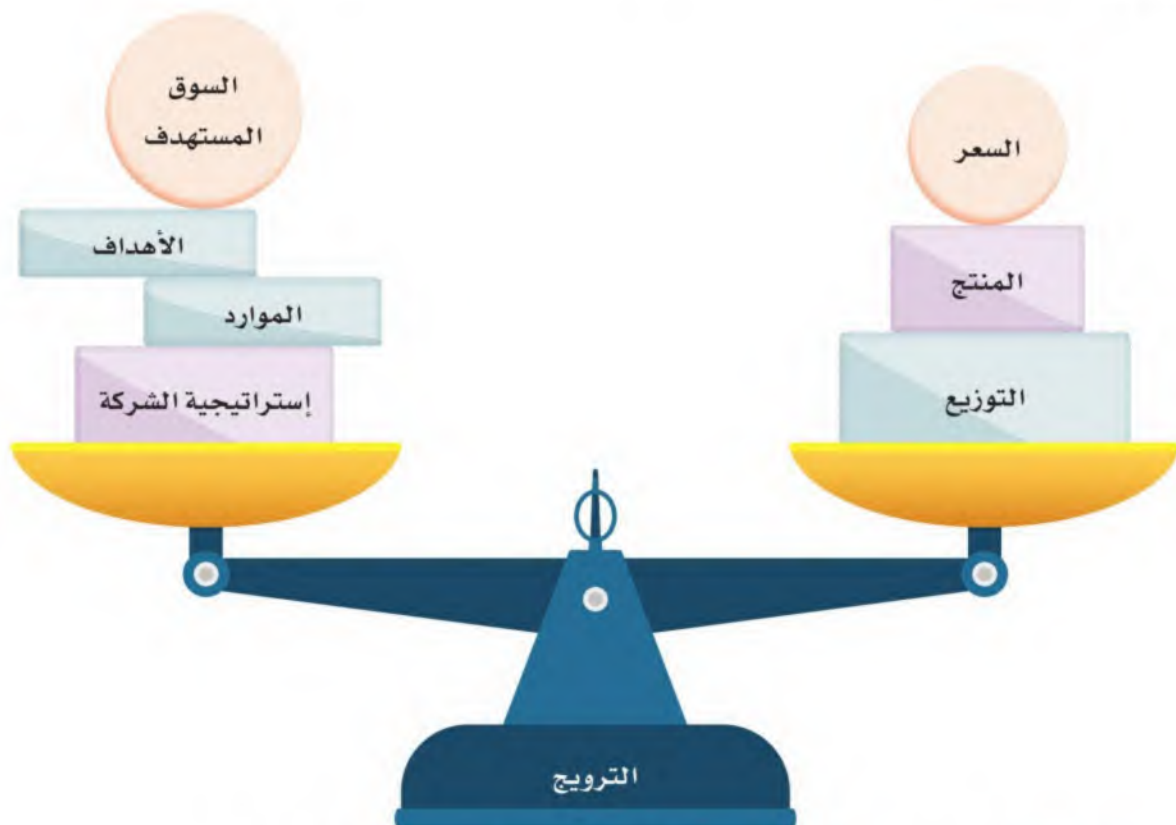 السوق
المستهدف
الأهداف
الموارد
إستراتيجية الشركة
السعر
المنتج
التوزيع
الترويج